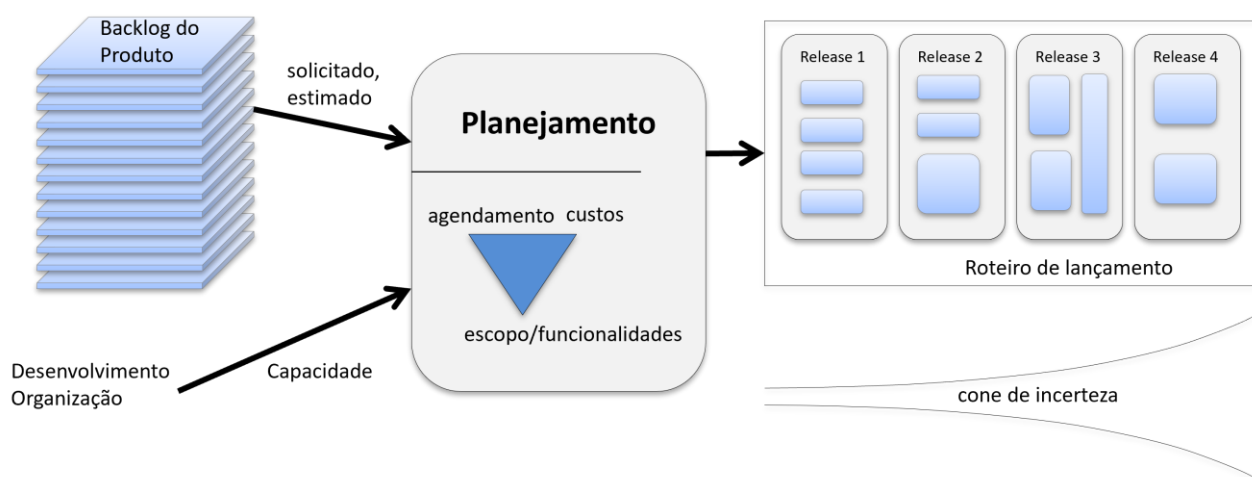 Backlog do
Produto
solicitado,
estimado
Planejamento
agendamento custos
escopo/funcionalidades
Desenvolvimento
Organização
Capacidade
Release 1
Release 2
Release 3
Release 4
Roteiro de lançamento
cone de incerteza